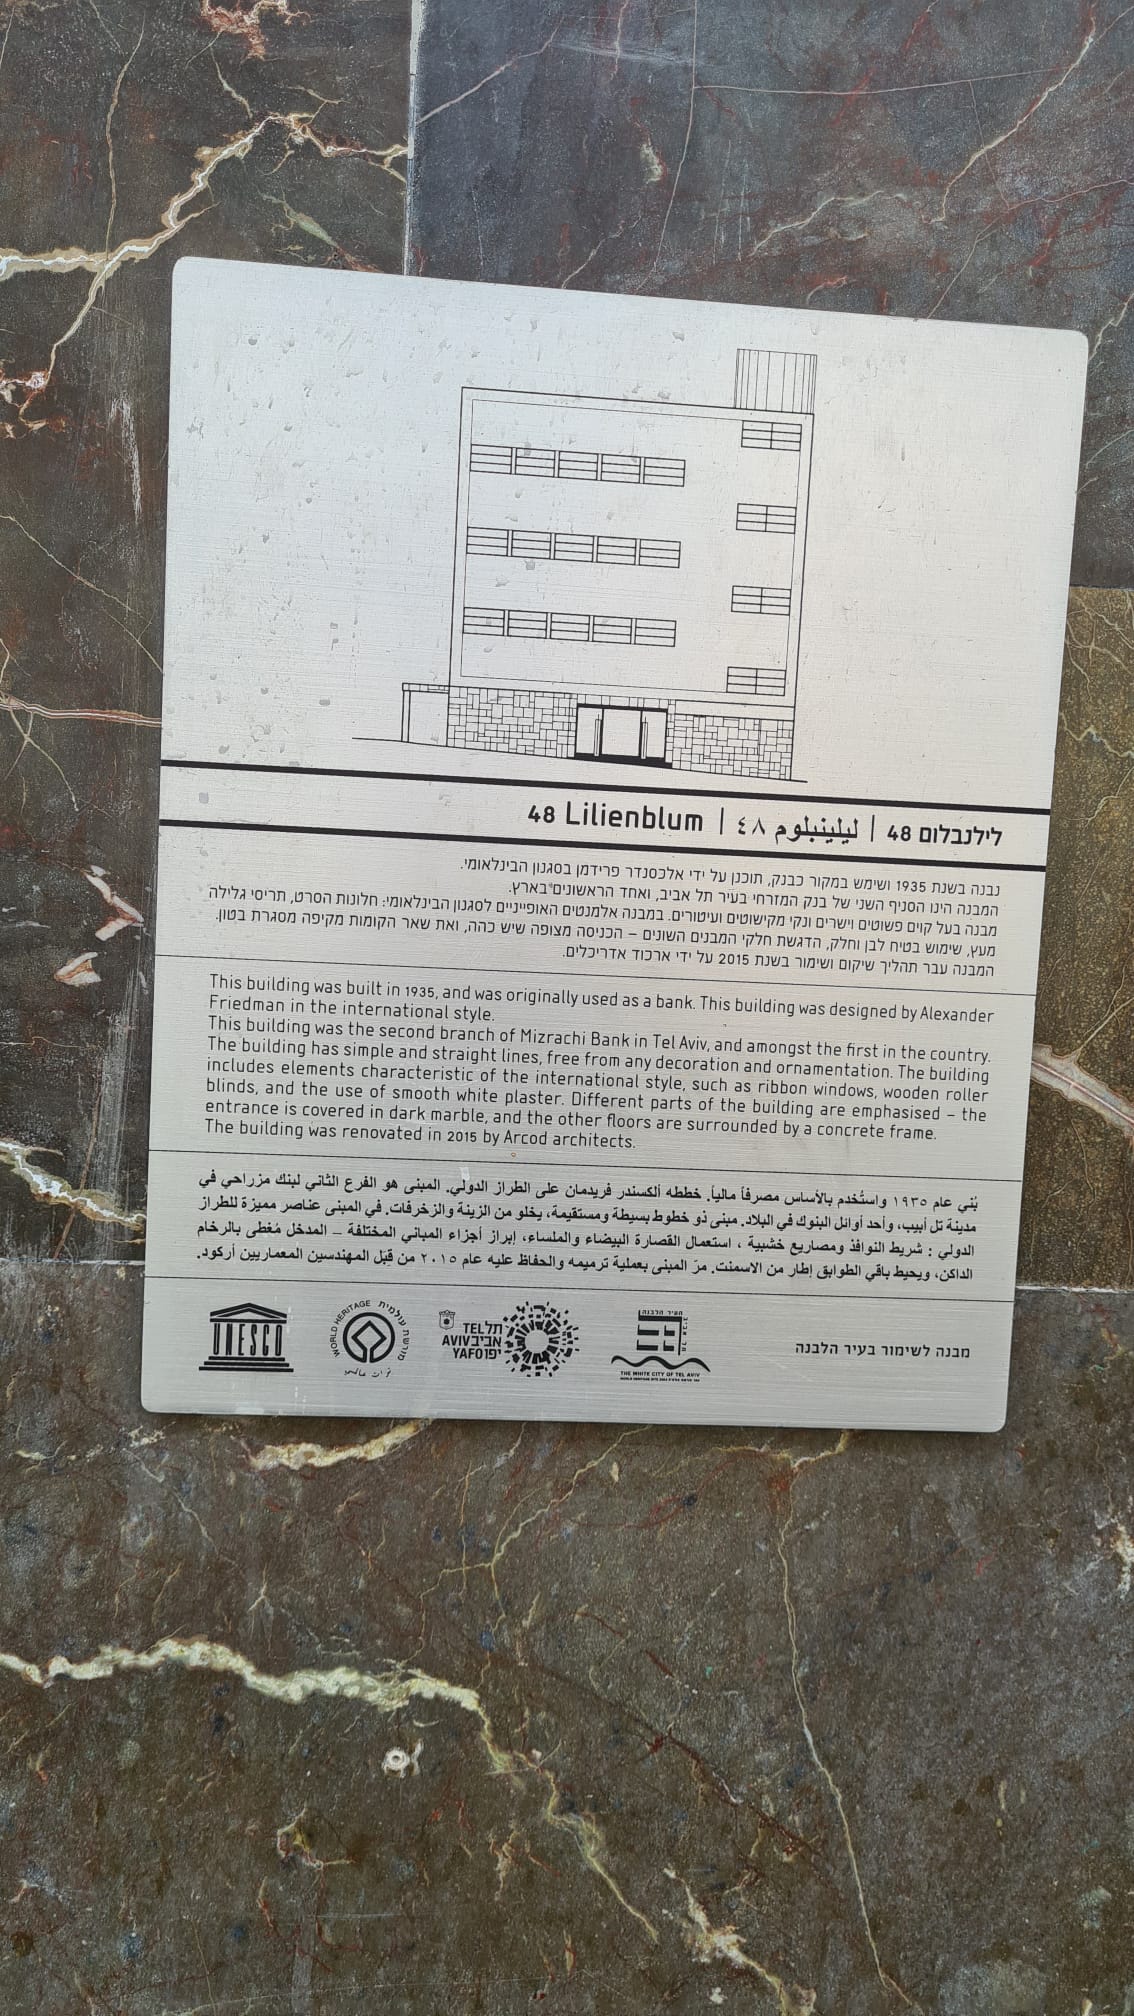 48 Lilienblum | ليلينبلوم ٤٨ | לילנבלום 48
נבנה בשנת 1935 ושימש במקור כבנק, תוכנן על ידי אלכסנדר פרידמן בסגנון הבינלאומי.
המבנה הינו הסניף השני של בנק המזרחי בעיר תל אביב, ואחד הראשונים בארץ.
מבנה בעל קוים פשוטים וישרים ונקי מקישוטים ועיטורים. במבנה אלמנטים האופייניים לסגנון הבינלאומי: חלונות הסרט, תריסי גלילה
מעץ, שימוש בטיח לבן וחלק, הדגשת חלקי המבנים השונים – הכניסה מצופה שיש כהה, ואת שאר הקומות מקיפה מסגרת בטון.
המבנה עבר תהליך שיקום ושימור בשנת 2015 על ידי ארכוד אדריכלים.
This building was built in 1935, and was originally used as a bank. This building was designed by Alexander
Friedman in the international style.
This building was the second branch of Mizrachi Bank in Tel Aviv, and amongst the first in the country.
The building has simple and straight lines, free from any decoration and ornamentation. The building
includes elements characteristic of the international style, such as ribbon windows, wooden roller
blinds, and the use of smooth white plaster. Different parts of the building are emphasised – the
entrance is covered in dark marble, and the other floors are surrounded by a concrete frame.
The building was renovated in 2015 by Arcod architects.
بُني عام ١٩٣٥ واستُخدم بالأساس مصرفاً مالياً. خططه ألكسندر فريدمان على الطراز الدولي. المبنى هو الفرع الثاني لبنك مزراحي في
مدينة تل أبيب، وأحد أوائل البنوك في البلاد. مبنى ذو خطوط بسيطة ومستقيمة، يخلو من الزينة والزخرفات. في المبنى عناصر مميزة للطراز
الدولي : شريط النوافذ ومصاريع خشبية ، استعمال القصارة البيضاء والملساء، إبراز أجزاء المباني المختلفة – المدخل مُغطى بالرخام
الداكن، ويحيط باقي الطوابق إطار من الاسمنت. مرّ المبنى بعملية ترميمه والحفاظ عليه عام ٢٠١٥ من قبَل المهندسين المعماريين أركود.
UNESCO
WORLD HERITAGE
מורשת עולמית
תל
אביב
יפו
TEL
AVIV
YAFO
העיר הלבנה
THE WHITE CITY OF TEL AVIV
מבנה לשימור בעיר הלבנה